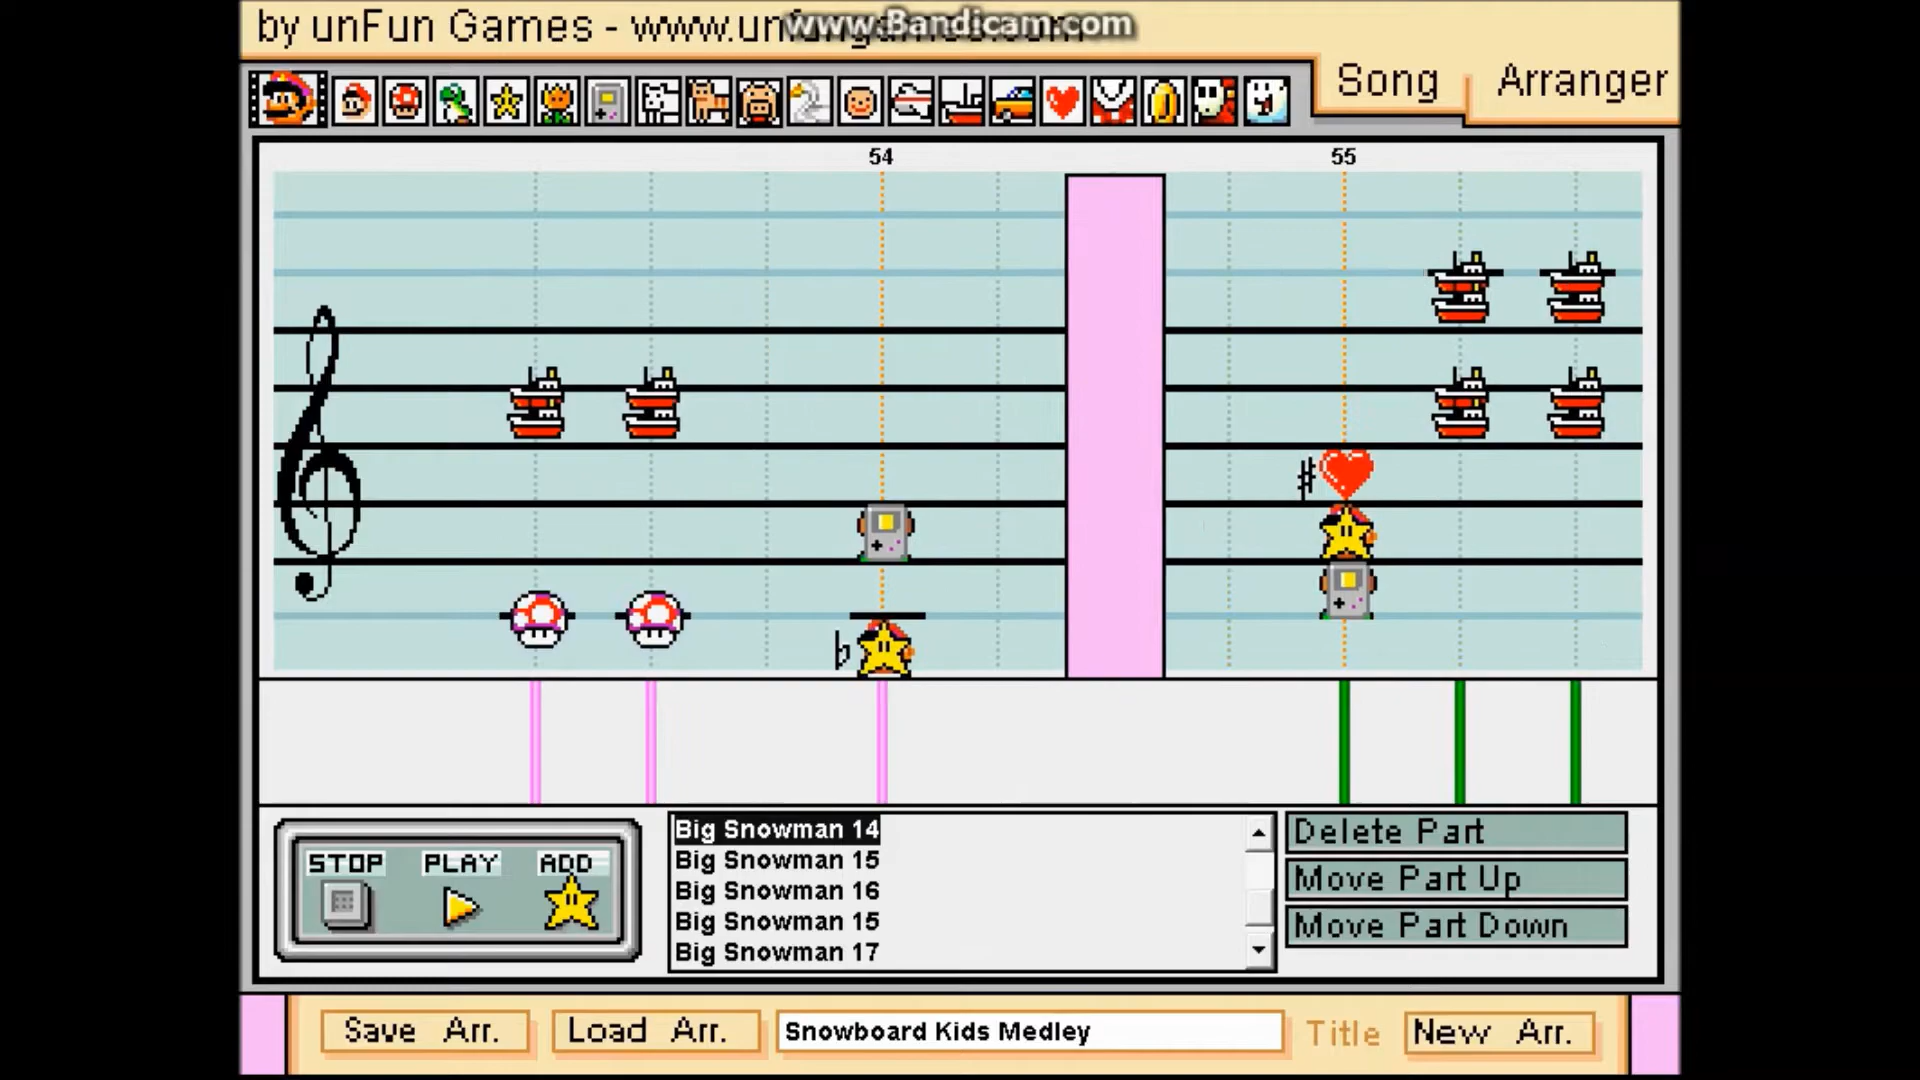 by unFun Games - www.unfungames.com
www.Bandicam.com
Song
Arranger
54
55
STOP
PLAY
ADD
Big Snowman 14
Big Snowman 15
Big Snowman 16
Big Snowman 15
Big Snowman 17
Delete Part
Move Part Up
Move Part Down
Save Arr.
Load Arr.
Snowboard Kids Medley
Title
New Arr.